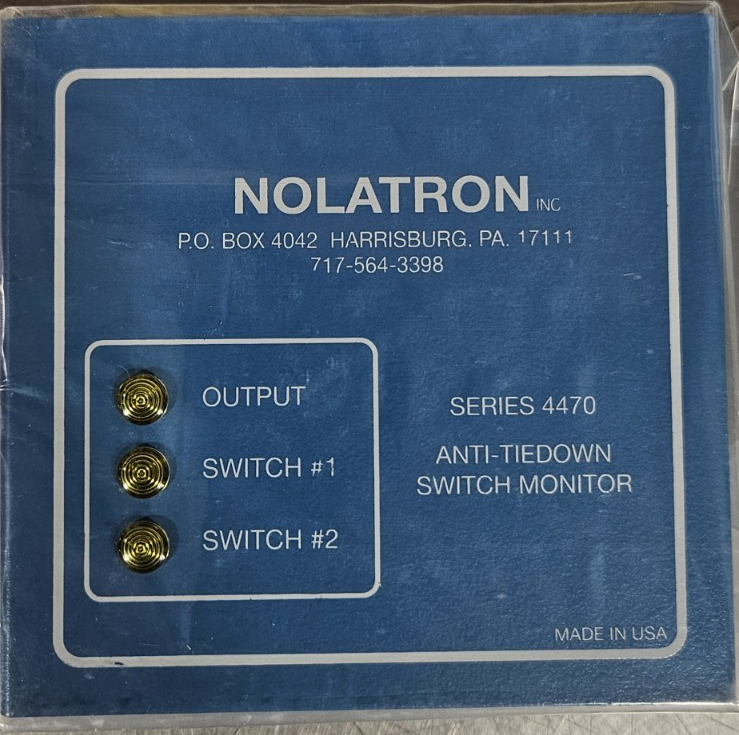 NOLATRON INC
P.O. BOX 4042 HARRISBURG. PA. 17111
717-564-3398
OUTPUT
SWITCH #1
SWITCH #2
SERIES 4470
ANTI-TIEDOWN
SWITCH MONITOR
MADE IN USA